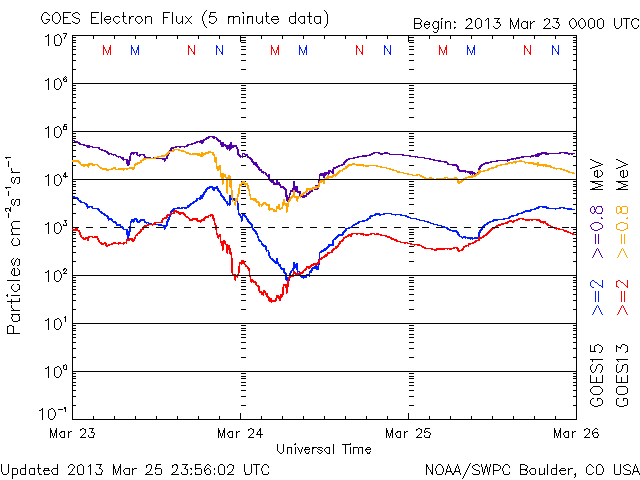 GOES Electron Flux (5 minute data)
Begin: 2013 Mar 23 0000 UTC
10⁷
M M N N M M N N M M N N
10⁶
10⁵
10⁴
10³
10²
10¹
10⁰
10⁻¹
Particles cm⁻²s⁻¹sr⁻¹
GOES15 >=2 >=0.8 MeV
GOES13 >=2 >=0.8 MeV
Mar 23 Mar 24 Mar 25 Mar 26
Universal Time
Updated 2013 Mar 25 23:56:02 UTC
NOAA/SWPC Boulder, CO USA